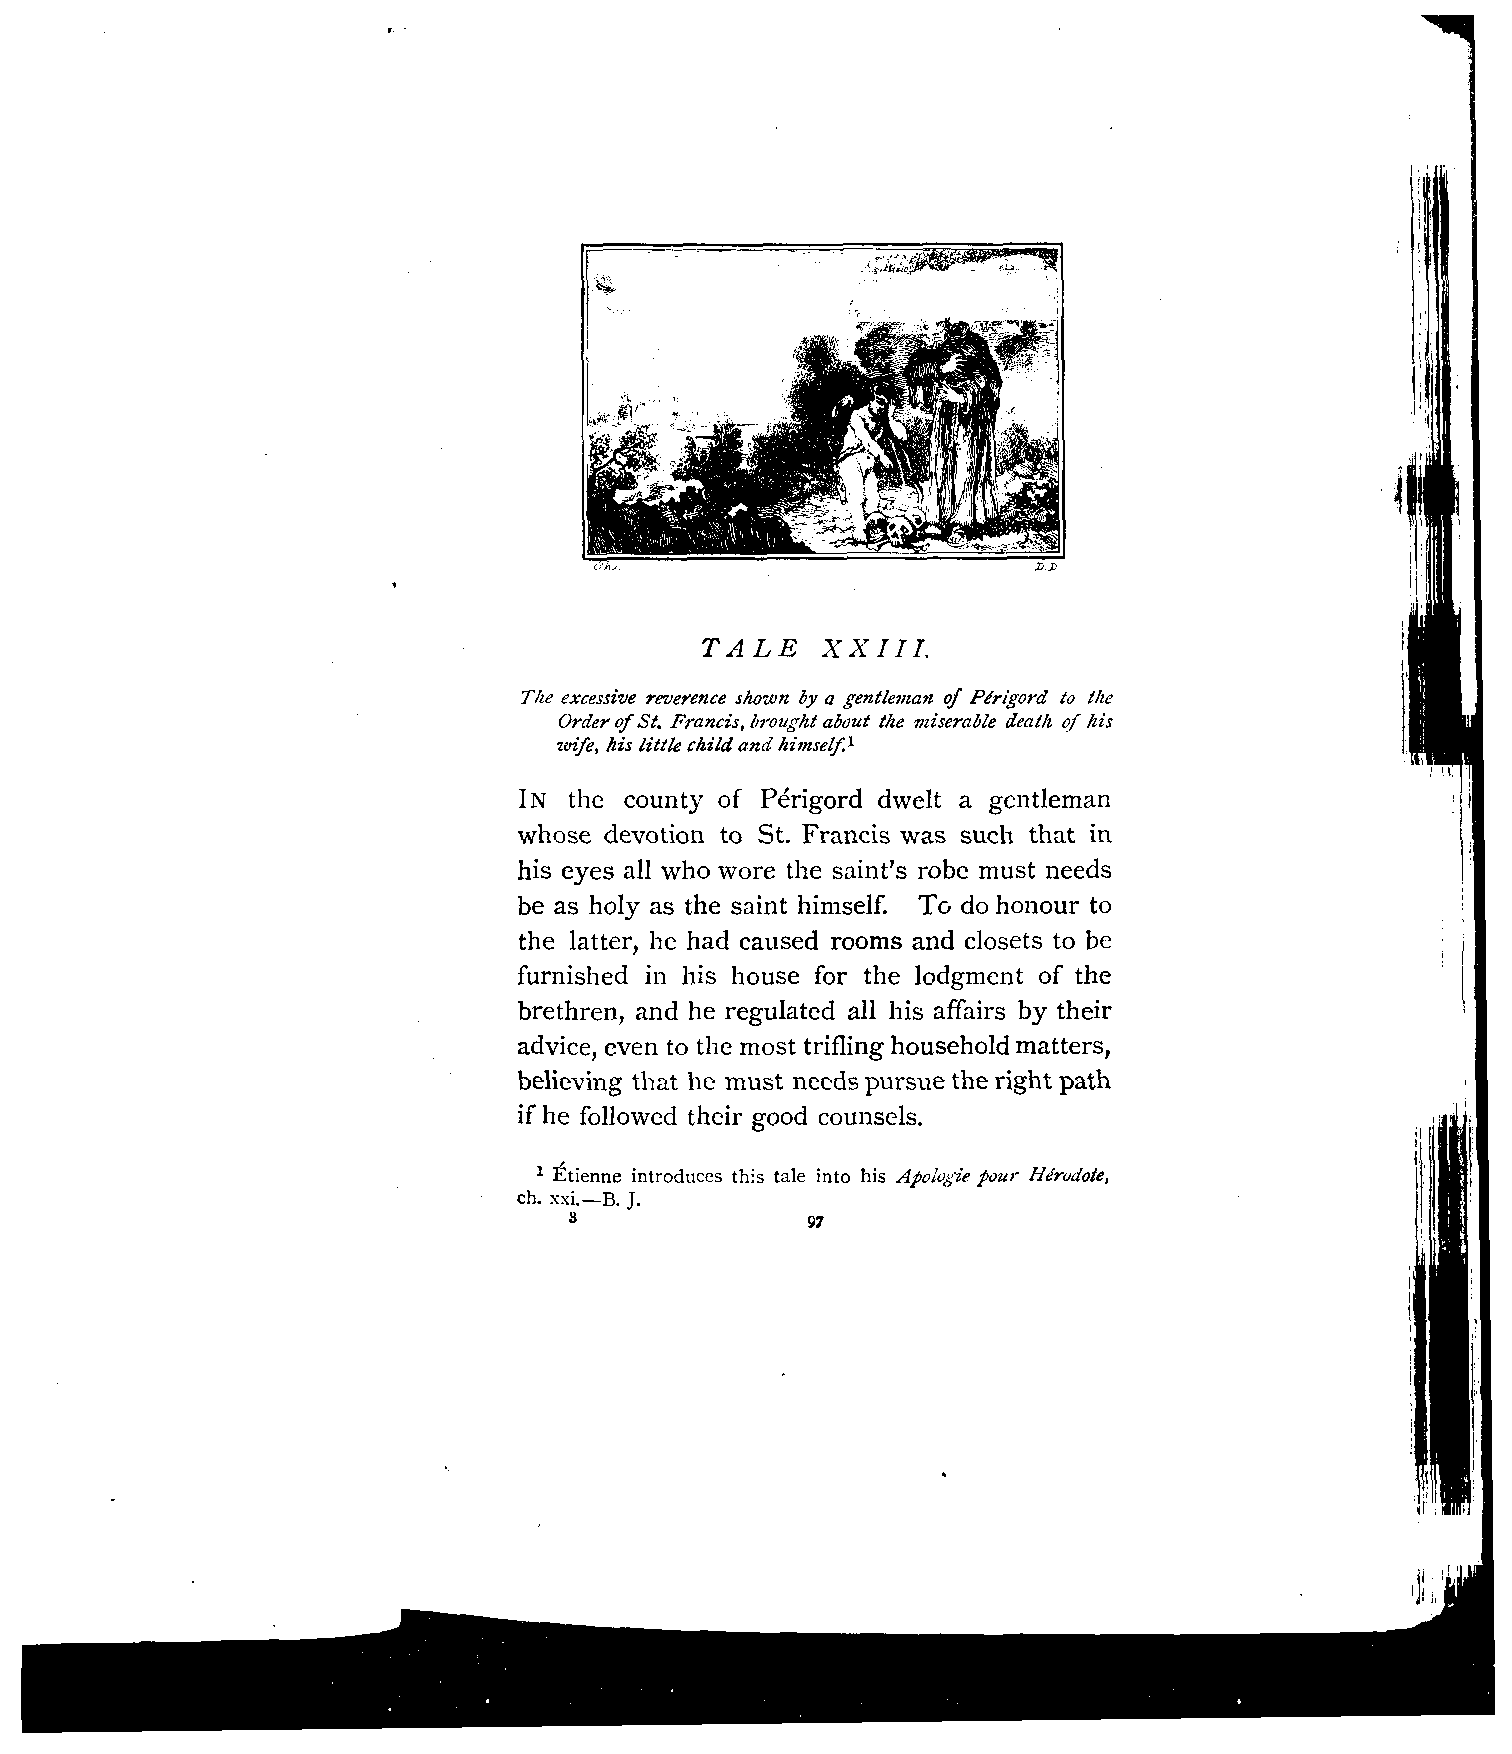 TALE XXIII.
The excessive reverence shown by a gentleman of Périgord to the
Order of St. Francis, brought about the miserable death of his
wife, his little child and himself.¹
IN the county of Périgord dwelt a gentleman
whose devotion to St. Francis was such that in
his eyes all who wore the saint's robe must needs
be as holy as the saint himself. To do honour to
the latter, he had caused rooms and closets to be
furnished in his house for the lodgment of the
brethren, and he regulated all his affairs by their
advice, even to the most trifling household matters,
believing that he must needs pursue the right path
if he followed their good counsels.
¹ Étienne introduces this tale into his Apologie pour Hérodote,
ch. xxi.—B. J.
3 97